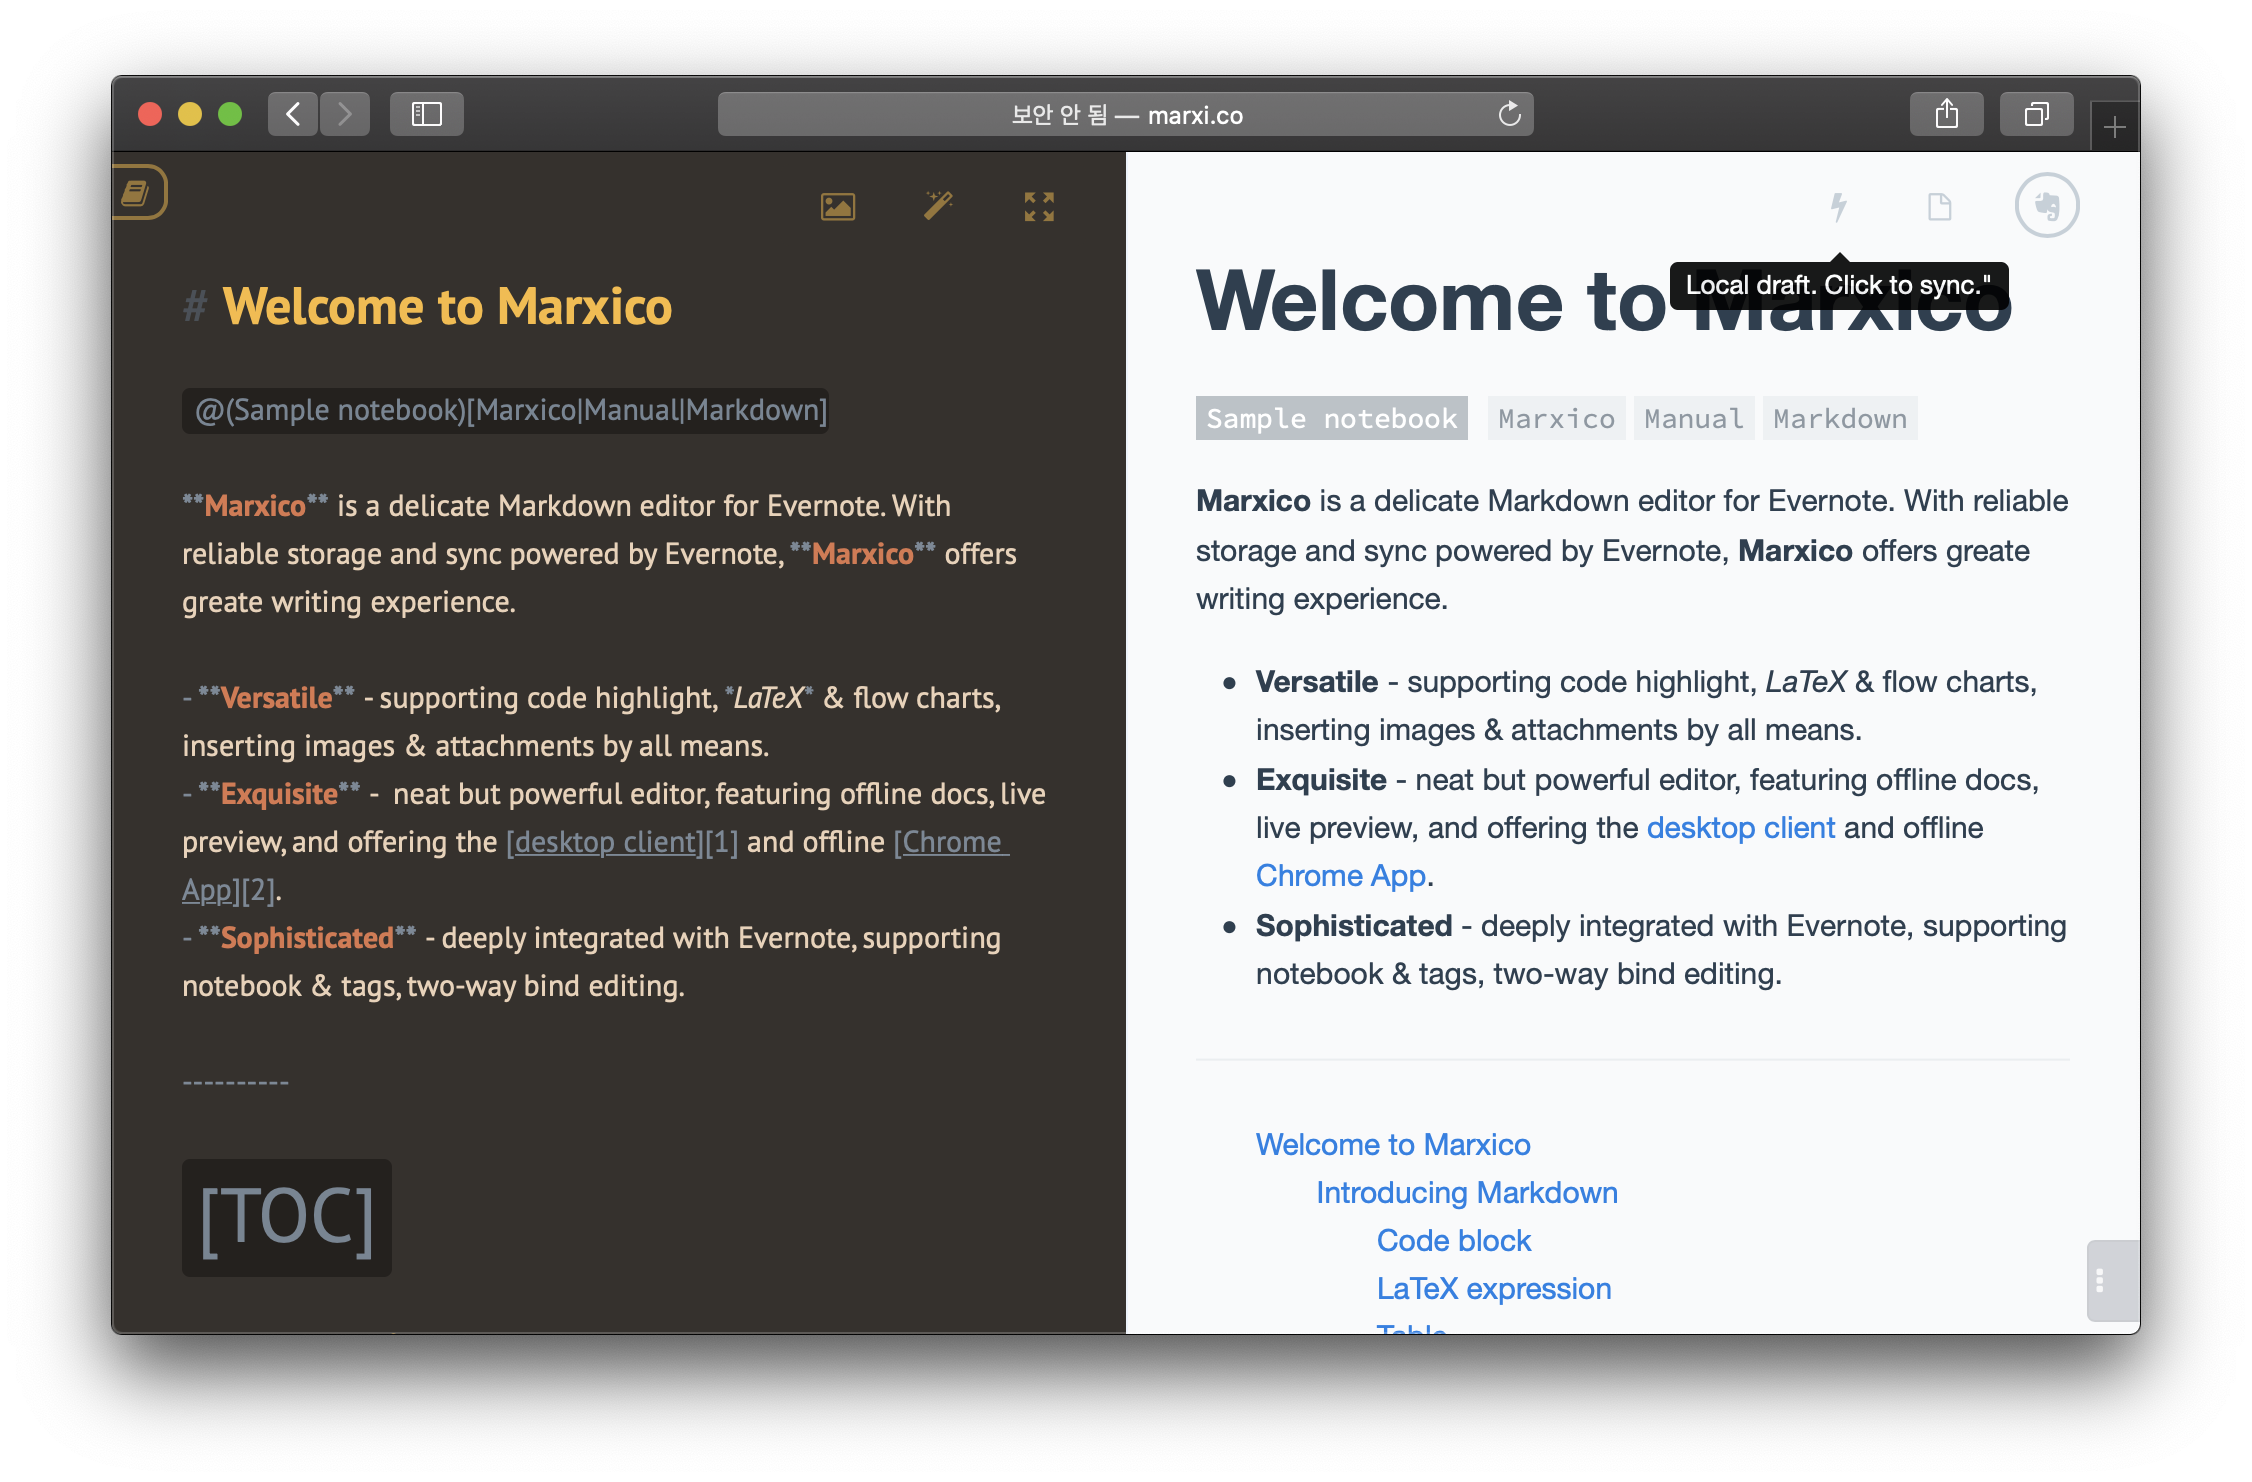 보안 안 됨 — marxi.co
# Welcome to Marxico
@(Sample notebook)[Marxico|Manual|Markdown]
**Marxico** is a delicate Markdown editor for Evernote. With
reliable storage and sync powered by Evernote, **Marxico** offers
greate writing experience.
- **Versatile** - supporting code highlight, *LaTeX* & flow charts,
inserting images & attachments by all means.
- **Exquisite** -  neat but powerful editor, featuring offline docs, live
preview, and offering the [desktop client][1] and offline [Chrome
App][2].
- **Sophisticated** - deeply integrated with Evernote, supporting
notebook & tags, two-way bind editing.
----------
[TOC]
Local draft. Click to sync."
Welcome to Marxico
Sample notebook Marxico Manual Markdown
Marxico is a delicate Markdown editor for Evernote. With reliable
storage and sync powered by Evernote, Marxico offers greate
writing experience.
• Versatile - supporting code highlight, LaTeX & flow charts,
inserting images & attachments by all means.
• Exquisite - neat but powerful editor, featuring offline docs,
live preview, and offering the desktop client and offline
Chrome App.
• Sophisticated - deeply integrated with Evernote, supporting
notebook & tags, two-way bind editing.
Welcome to Marxico
Introducing Markdown
Code block
LaTeX expression
Table